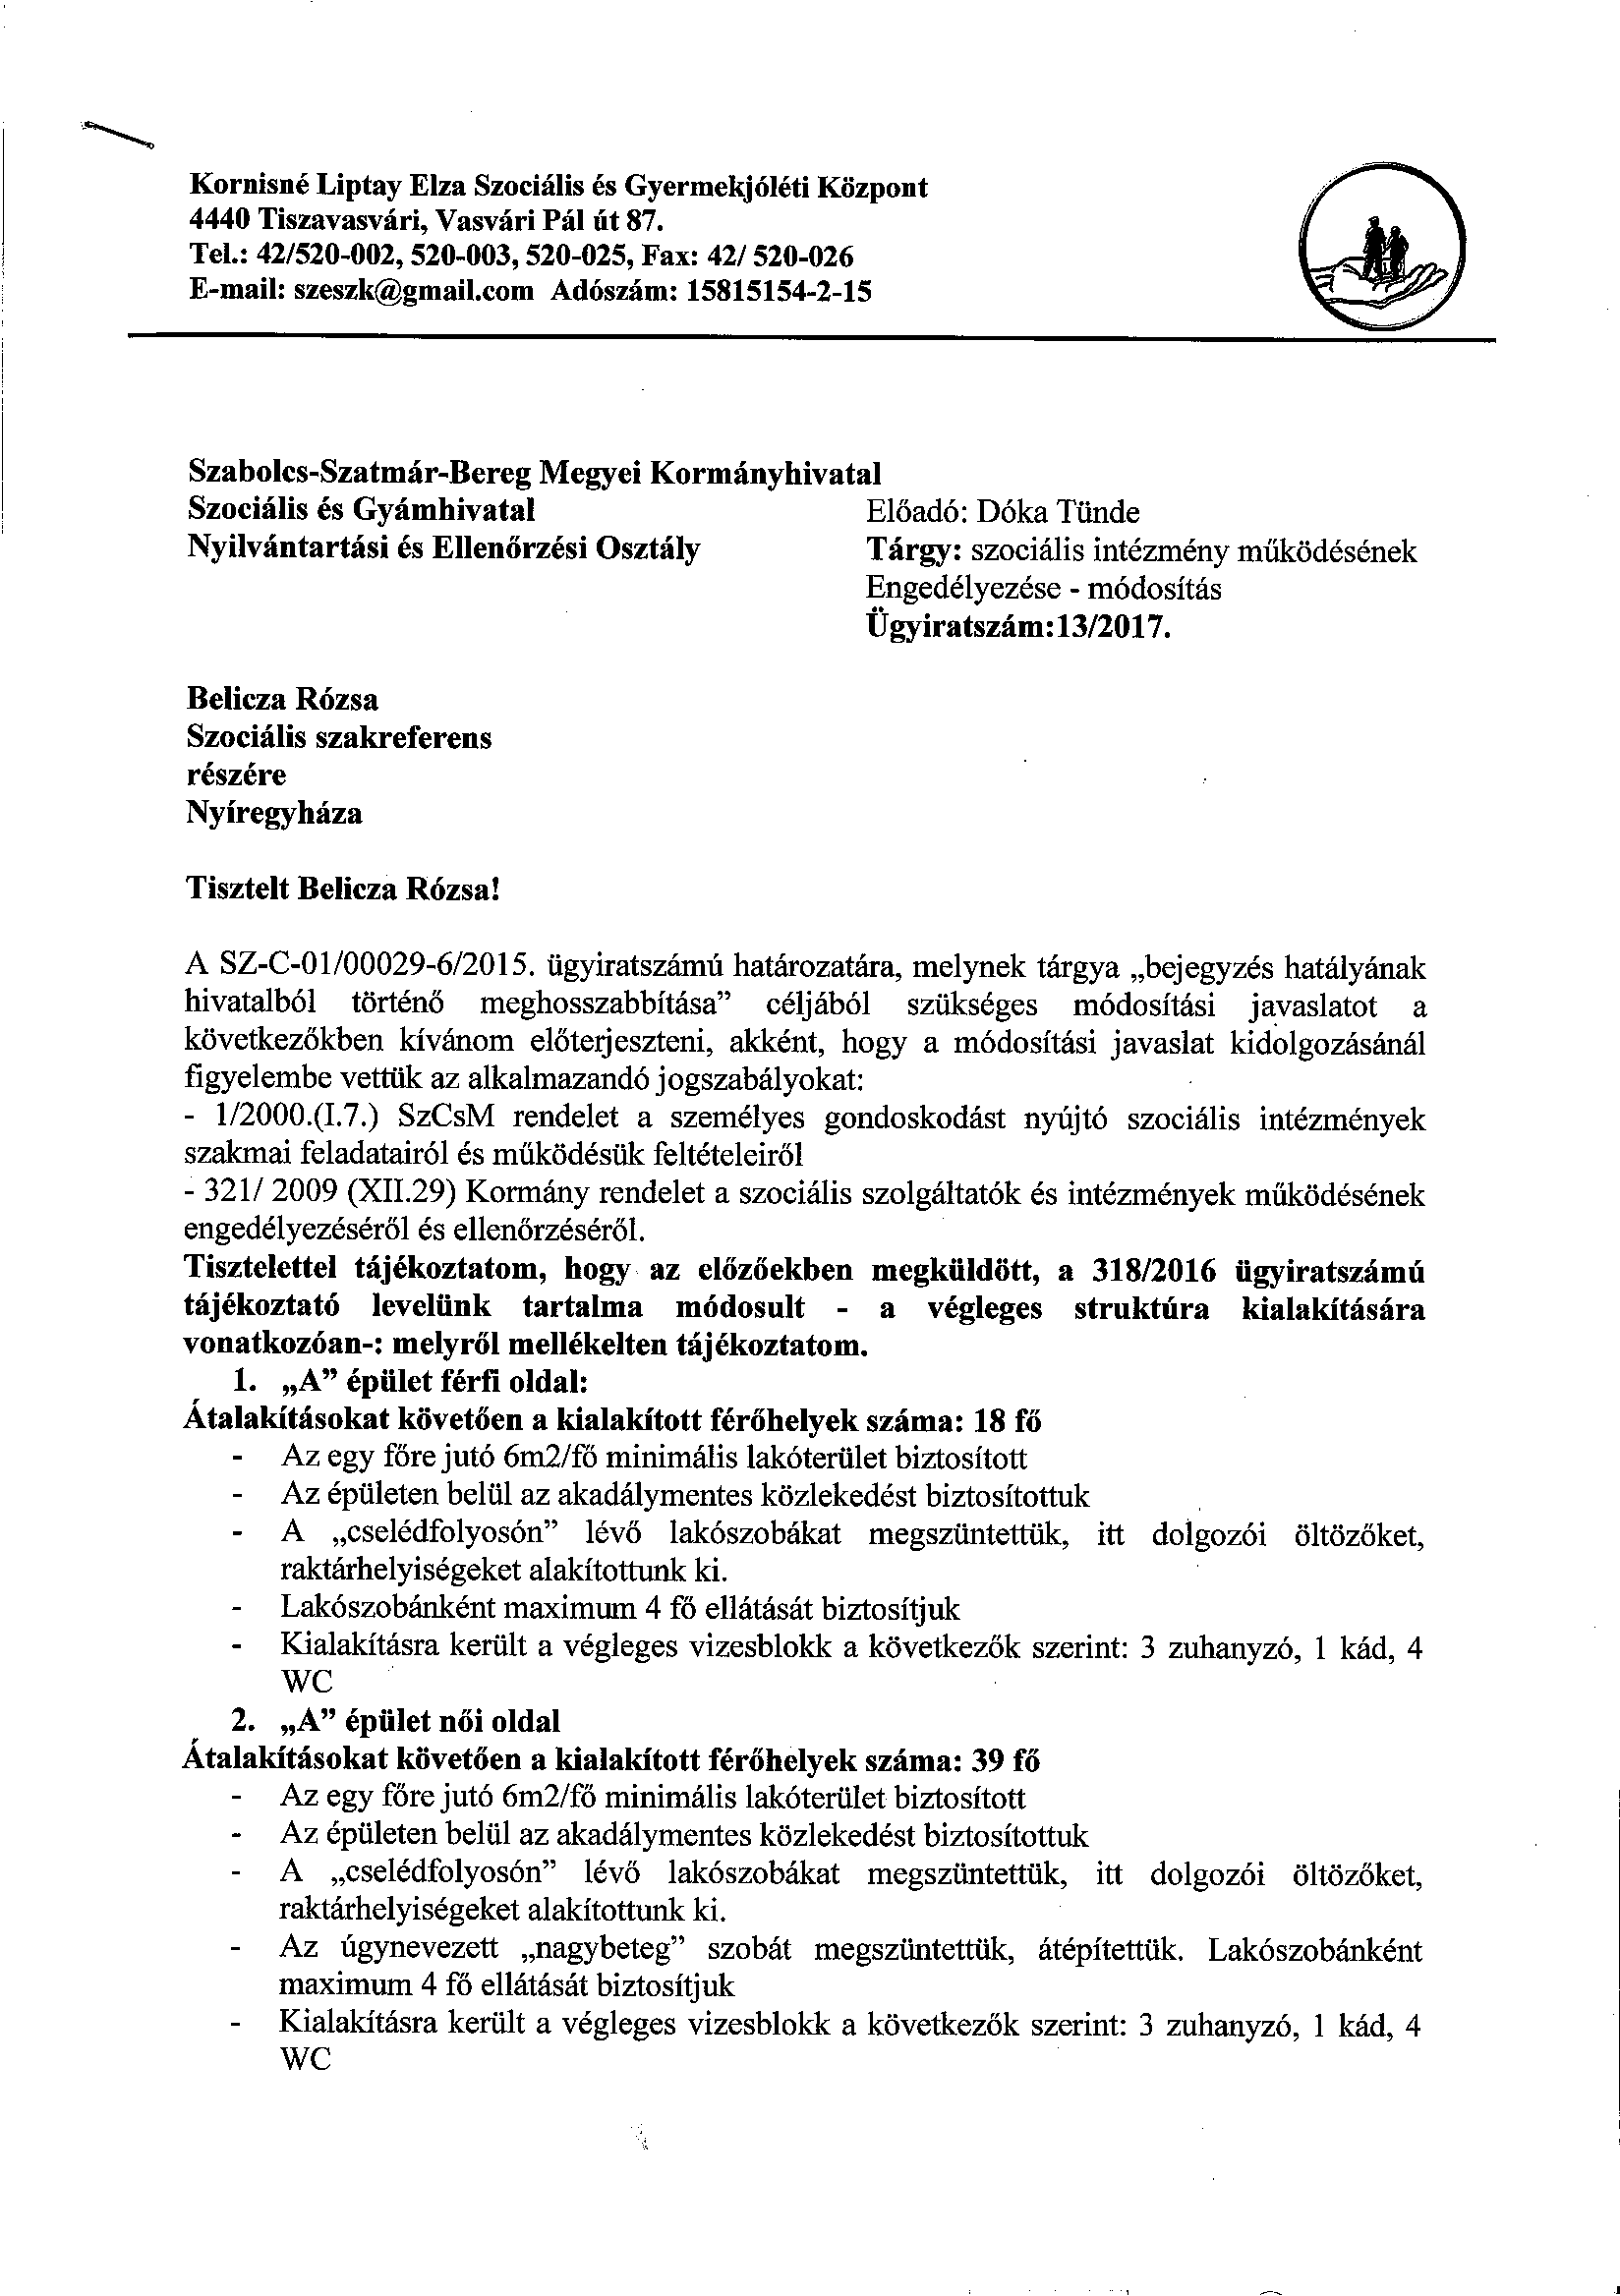 Kornisné Liptay Elza Szociális és Gyermekjóléti Központ
4440 Tiszavasvári, Vasvári Pál út 87.
Tel.: 42/520-002, 520-003, 520-025, Fax: 42/ 520-026
E-mail: szeszk@gmail.com Adószám: 15815154-2-15
Szabolcs-Szatmár-Bereg Megyei Kormányhivatal
Szociális és Gyámhivatal
Nyilvántartási és Ellenőrzési Osztály
Előadó: Dóka Tünde
Tárgy: szociális intézmény működésének
Engedélyezése - módosítás
Ügyiratszám:13/2017.
Belicza Rózsa
Szociális szakreferens
részére
Nyíregyháza
Tisztelt Belicza Rózsa!
A SZ-C-01/00029-6/2015. ügyiratszámú határozatára, melynek tárgya „bejegyzés hatályának
hivatalból történő meghosszabbítása” céljából szükséges módosítási javaslatot a
következőkben kívánom előterjeszteni, akként, hogy a módosítási javaslat kidolgozásánál
figyelembe vettük az alkalmazandó jogszabályokat:
- 1/2000.(I.7.) SzCsM rendelet a személyes gondoskodást nyújtó szociális intézmények
szakmai feladatairól és működésük feltételeiről
- 321/ 2009 (XII.29) Kormány rendelet a szociális szolgáltatók és intézmények működésének
engedélyezéséről és ellenőrzéséről.
Tisztelettel tájékoztatom, hogy az előzőekben megküldött, a 318/2016 ügyiratszámú
tájékoztató levelünk tartalma módosult - a végleges struktúra kialakítására
vonatkozóan-: melyről mellékelten tájékoztatom.
1. „A” épület férfi oldal:
Átalakításokat követően a kialakított férőhelyek száma: 18 fő
- Az egy főre jutó 6m2/fő minimális lakóterület biztosított
- Az épületen belül az akadálymentes közlekedést biztosítottuk
- A „cselédfolyosón” lévő lakószobákat megszüntettük, itt dolgozói öltözőket,
raktárhelyiségeket alakítottunk ki.
- Lakószobánként maximum 4 fő ellátását biztosítjuk
- Kialakításra került a végleges vizesblokk a következők szerint: 3 zuhanyzó, 1 kád, 4
WC
2. „A” épület női oldal
Átalakításokat követően a kialakított férőhelyek száma: 39 fő
- Az egy főre jutó 6m2/fő minimális lakóterület biztosított
- Az épületen belül az akadálymentes közlekedést biztosítottuk
- A „cselédfolyosón” lévő lakószobákat megszüntettük, itt dolgozói öltözőket,
raktárhelyiségeket alakítottunk ki.
- Az úgynevezett „nagybeteg” szobát megszüntettük, átépítettük. Lakószobánként
maximum 4 fő ellátását biztosítjuk
- Kialakításra került a végleges vizesblokk a következők szerint: 3 zuhanyzó, 1 kád, 4
WC